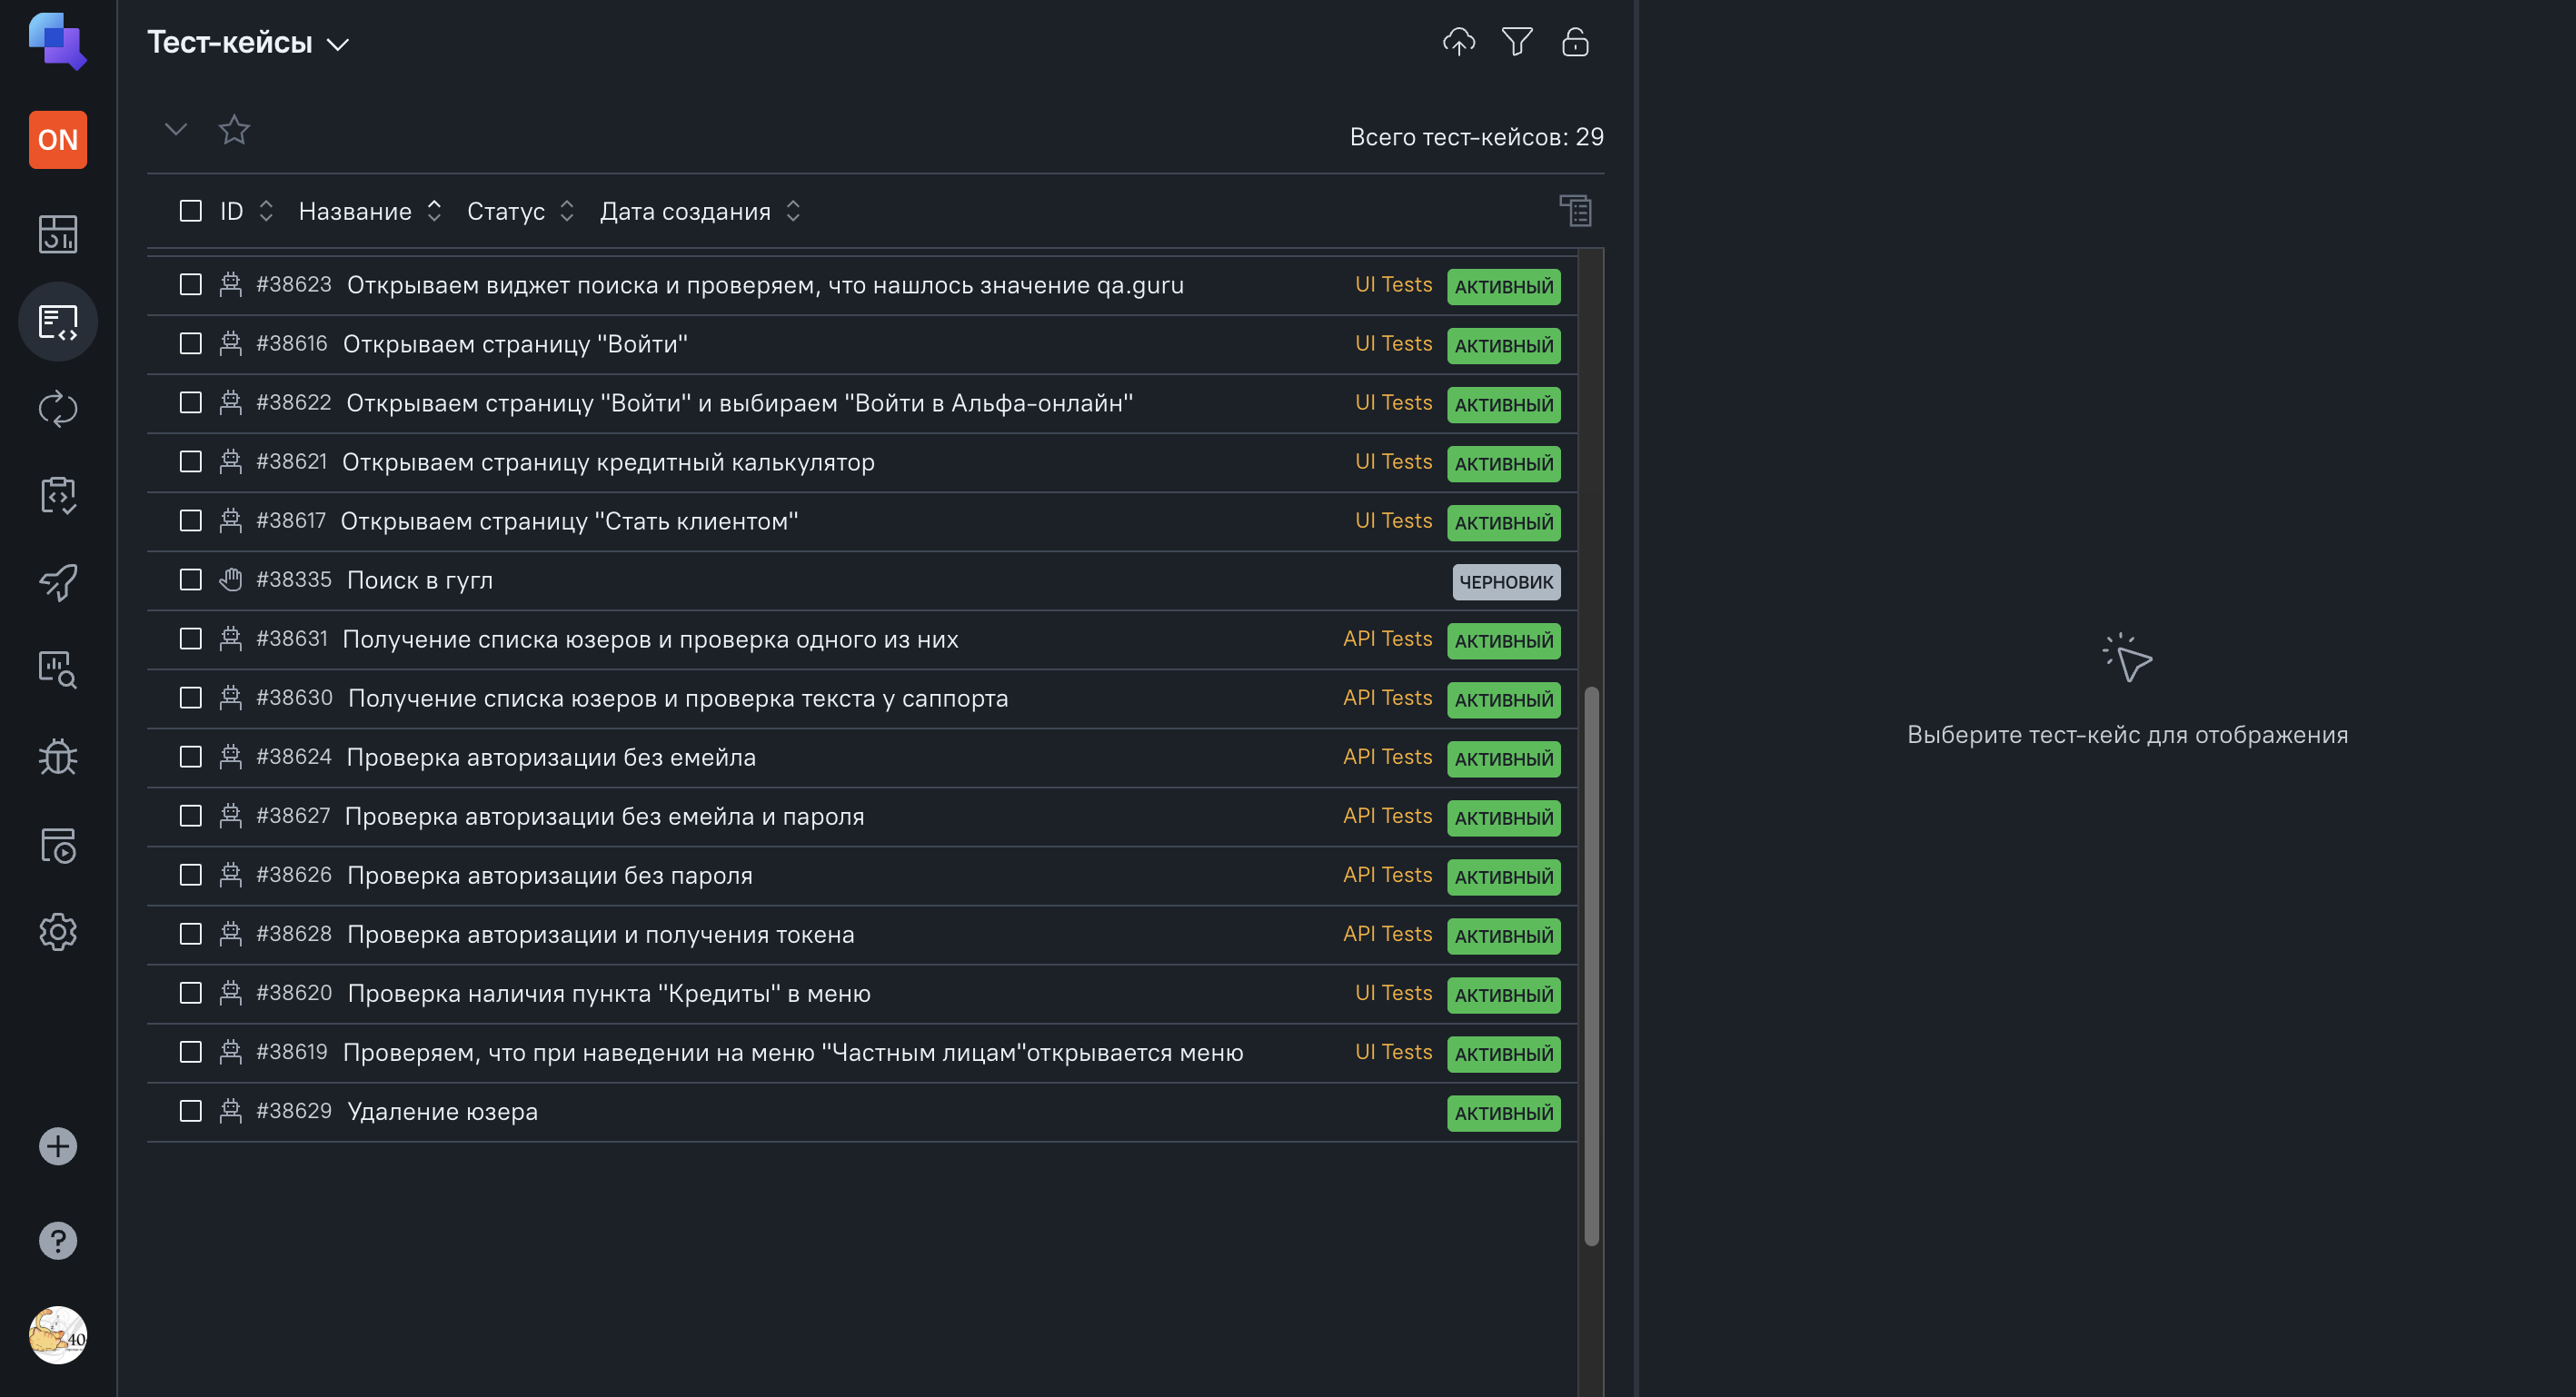 Тест-кейсы
ON
Всего тест-кейсов: 29
ID Название Статус Дата создания
#38623 Открываем виджет поиска и проверяем, что нашлось значение qa.guru UI Tests АКТИВНЫЙ
#38616 Открываем страницу "Войти" UI Tests АКТИВНЫЙ
#38622 Открываем страницу "Войти" и выбираем "Войти в Альфа-онлайн" UI Tests АКТИВНЫЙ
#38621 Открываем страницу кредитный калькулятор UI Tests АКТИВНЫЙ
#38617 Открываем страницу "Стать клиентом" UI Tests АКТИВНЫЙ
#38335 Поиск в гугл ЧЕРНОВИК
#38631 Получение списка юзеров и проверка одного из них API Tests АКТИВНЫЙ
#38630 Получение списка юзеров и проверка текста у саппорта API Tests АКТИВНЫЙ
#38624 Проверка авторизации без емейла API Tests АКТИВНЫЙ
#38627 Проверка авторизации без емейла и пароля API Tests АКТИВНЫЙ
#38626 Проверка авторизации без пароля API Tests АКТИВНЫЙ
#38628 Проверка авторизации и получения токена API Tests АКТИВНЫЙ
#38620 Проверка наличия пункта "Кредиты" в меню UI Tests АКТИВНЫЙ
#38619 Проверяем, что при наведении на меню "Частным лицам"открывается меню UI Tests АКТИВНЫЙ
#38629 Удаление юзера АКТИВНЫЙ
Выберите тест-кейс для отображения
40